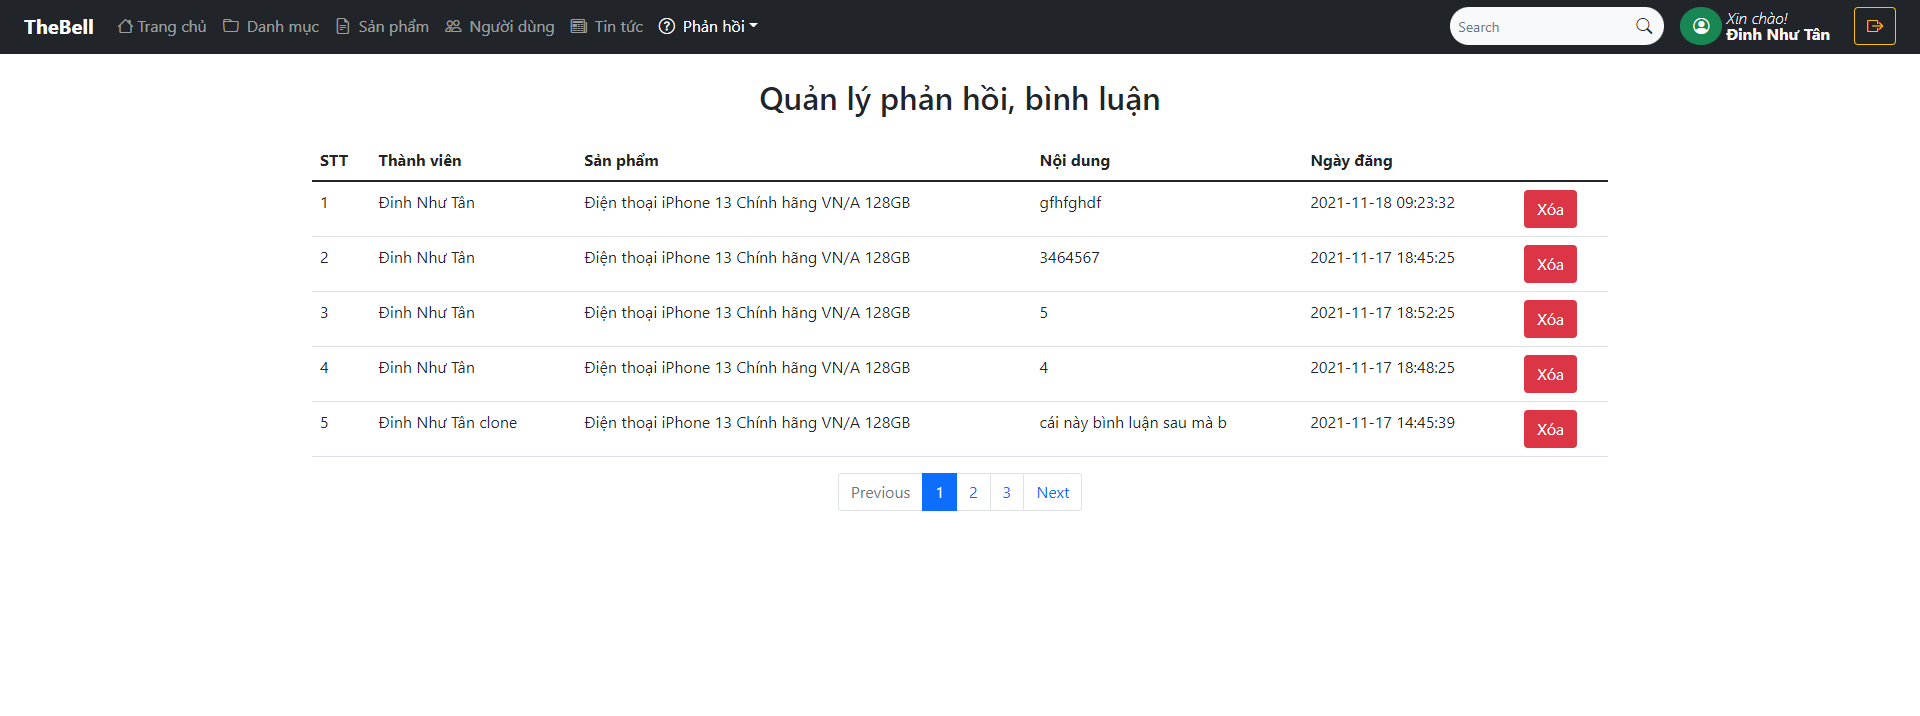 TheBell Trang chủ Danh mục Sản phẩm Người dùng Tin tức Phản hồi Search Xin chào!
Đinh Như Tân
Quản lý phản hồi, bình luận
STT Thành viên Sản phẩm Nội dung Ngày đăng
1 Đinh Như Tân Điện thoại iPhone 13 Chính hãng VN/A 128GB gfhfghdf 2021-11-18 09:23:32 Xóa
2 Đinh Như Tân Điện thoại iPhone 13 Chính hãng VN/A 128GB 3464567 2021-11-17 18:45:25 Xóa
3 Đinh Như Tân Điện thoại iPhone 13 Chính hãng VN/A 128GB 5 2021-11-17 18:52:25 Xóa
4 Đinh Như Tân Điện thoại iPhone 13 Chính hãng VN/A 128GB 4 2021-11-17 18:48:25 Xóa
5 Đinh Như Tân clone Điện thoại iPhone 13 Chính hãng VN/A 128GB cái này bình luận sau mà b 2021-11-17 14:45:39 Xóa
Previous 1 2 3 Next